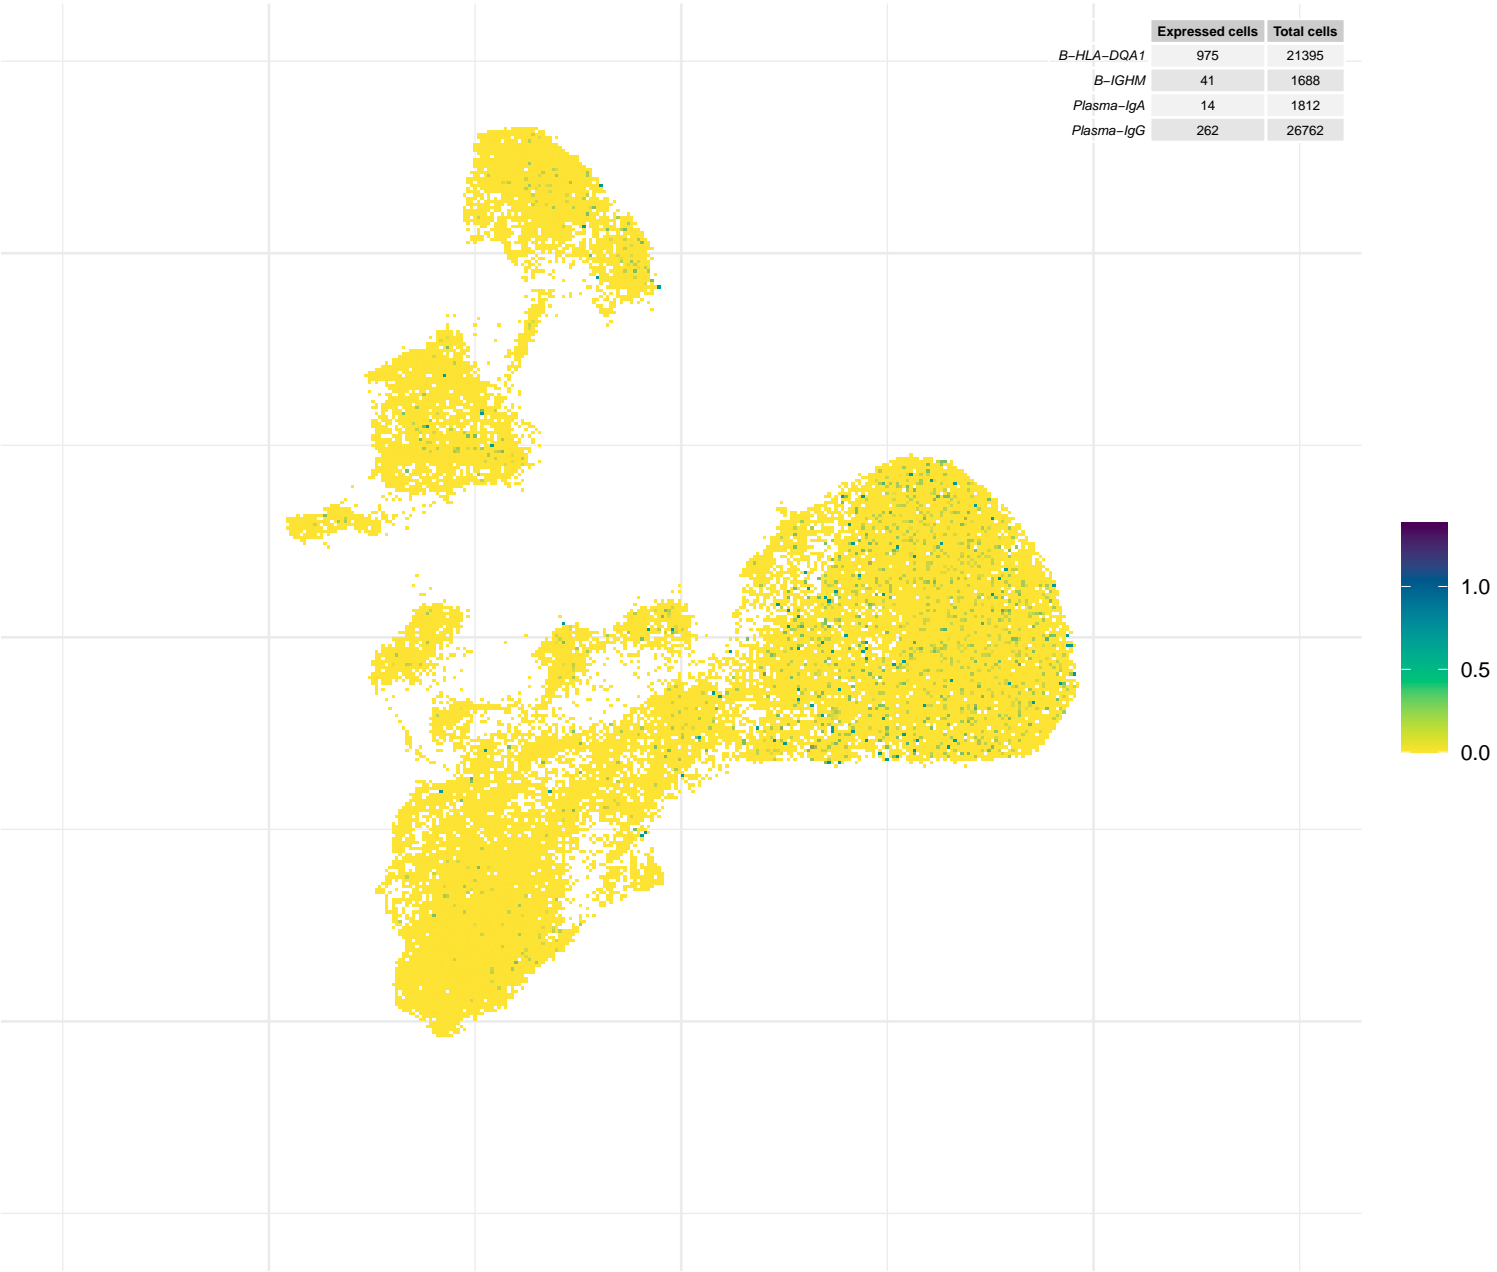 Expressed cells Total cells
B−HLA−DQA1 975 21395
B−IGHM 41 1688
Plasma−IgA 14 1812
Plasma−IgG 262 26762
1.0
0.5
0.0